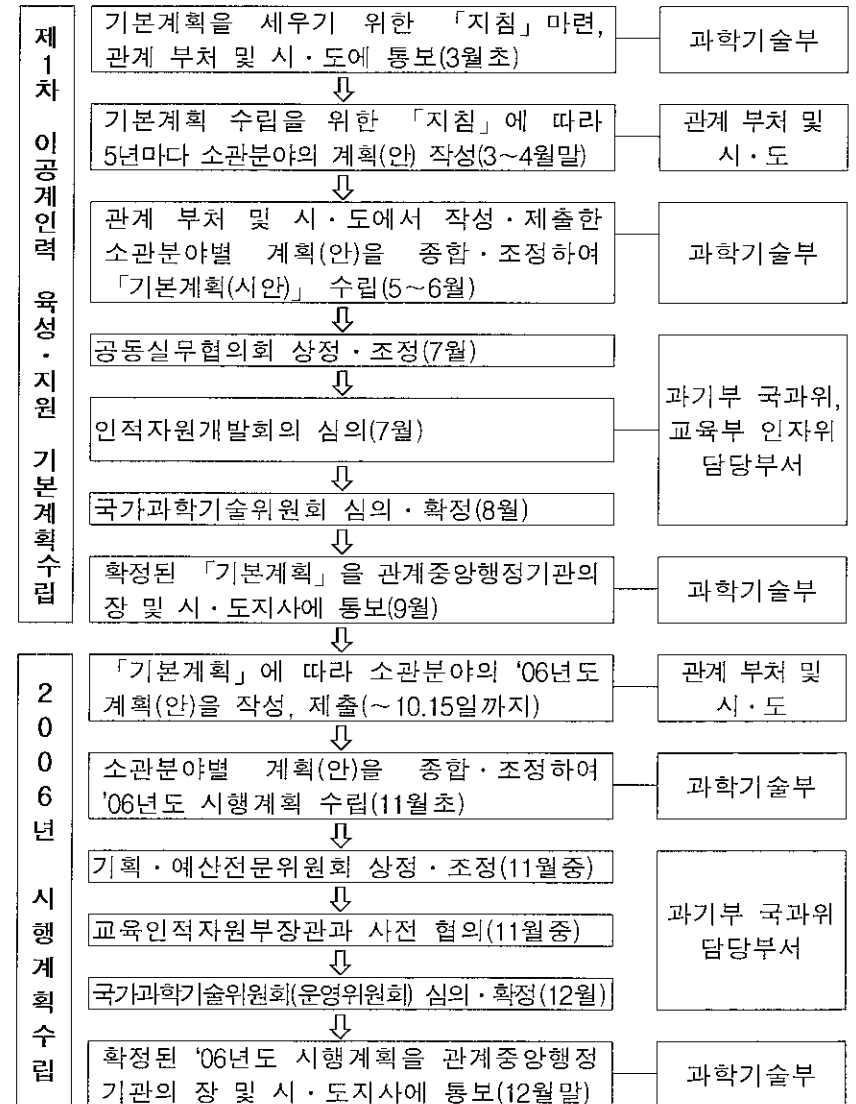 제1차 이공계인력 육성·지원 기본계획수립
기본계획을 세우기 위한 「지침」 마련,
관계 부처 및 시·도에 통보(3월초)
과학기술부
기본계획 수립을 위한 「지침」에 따라
5년마다 소관분야의 계획(안) 작성(3~4월말)
관계 부처 및
시·도
관계 부처 및 시·도에서 작성·제출한
소관분야별 계획(안)을 종합·조정하여
「기본계획(시안)」 수립(5~6월)
과학기술부
공동실무협의회 상정·조정(7월)
인적자원개발회의 심의(7월)
국가과학기술위원회 심의·확정(8월)
과기부 국과위,
교육부 인자위
담당부서
확정된 「기본계획」을 관계중앙행정기관의
장 및 시·도지사에 통보(9월)
과학기술부
2006년 시행계획수립
「기본계획」에 따라 소관분야의 '06년도
계획(안)을 작성, 제출(~10.15일까지)
관계 부처 및
시·도
소관분야별 계획(안)을 종합·조정하여
'06년도 시행계획 수립(11월초)
과학기술부
기획·예산전문위원회 상정·조정(11월중)
교육인적자원부장관과 사전 협의(11월중)
국가과학기술위원회(운영위원회) 심의·확정(12월)
과기부 국과위
담당부서
확정된 '06년도 시행계획을 관계중앙행정
기관의 장 및 시·도지사에 통보(12월말)
과학기술부